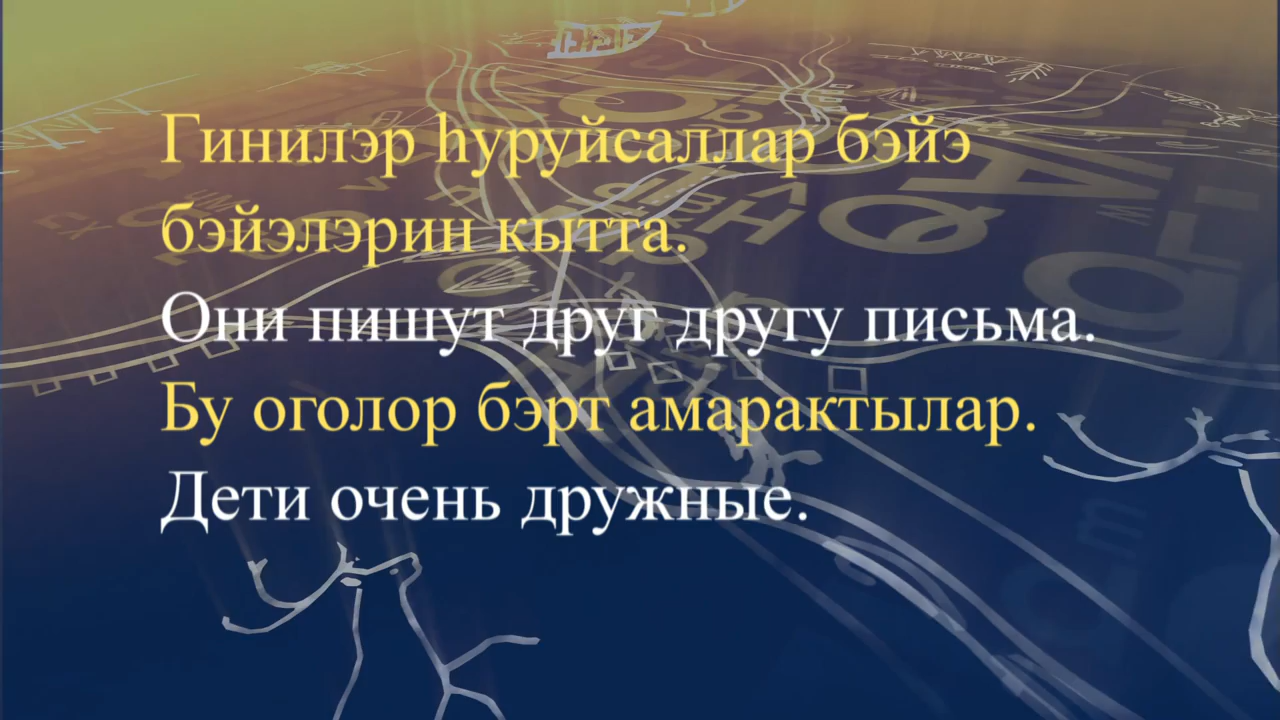 Гинилэр һуруйсаллар бэйэ
бэйэлэрин кытта.
Они пишут друг другу письма.
Бу оголор бэрт амарактылар.
Дети очень дружные.